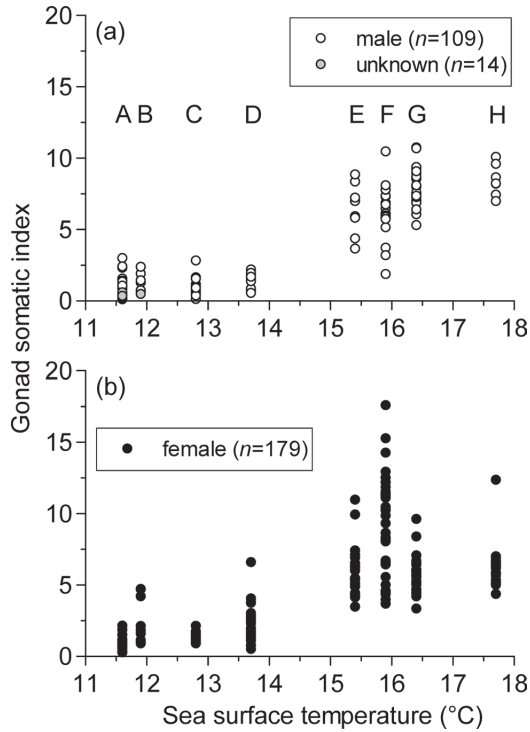 Gonad somatic index
(a)
male (n=109)
unknown (n=14)
A B C D E F G H
20
15
10
5
0
11 12 13 14 15 16 17 18
(b)
female (n=179)
20
15
10
5
0
11 12 13 14 15 16 17 18
Sea surface temperature (°C)